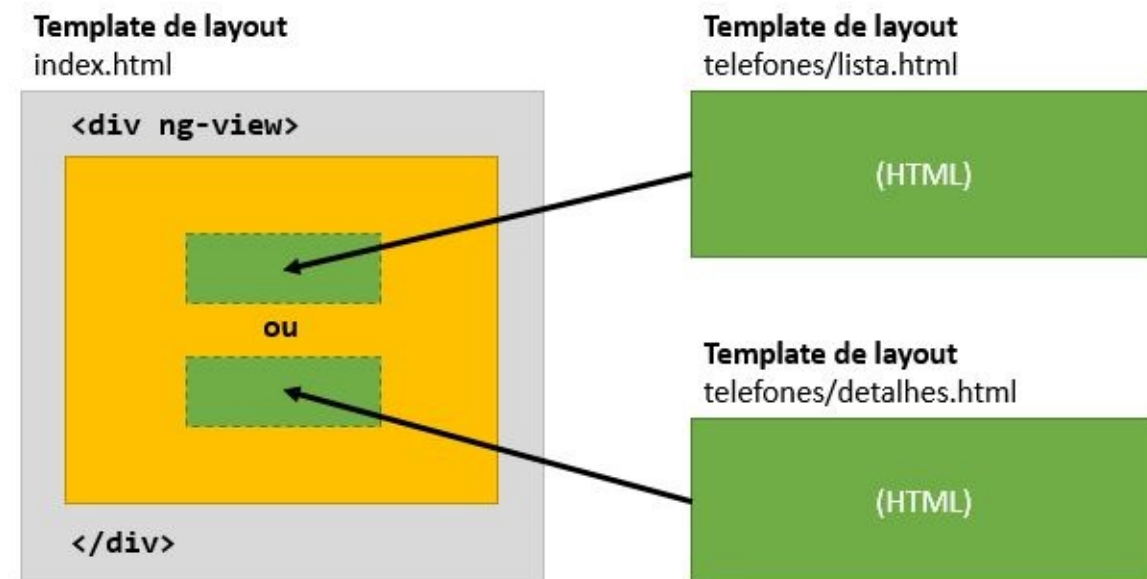 Template de layout
index.html
<div ng-view>
ou
</div>
Template de layout
telefones/lista.html
(HTML)
Template de layout
telefones/detalhes.html
(HTML)